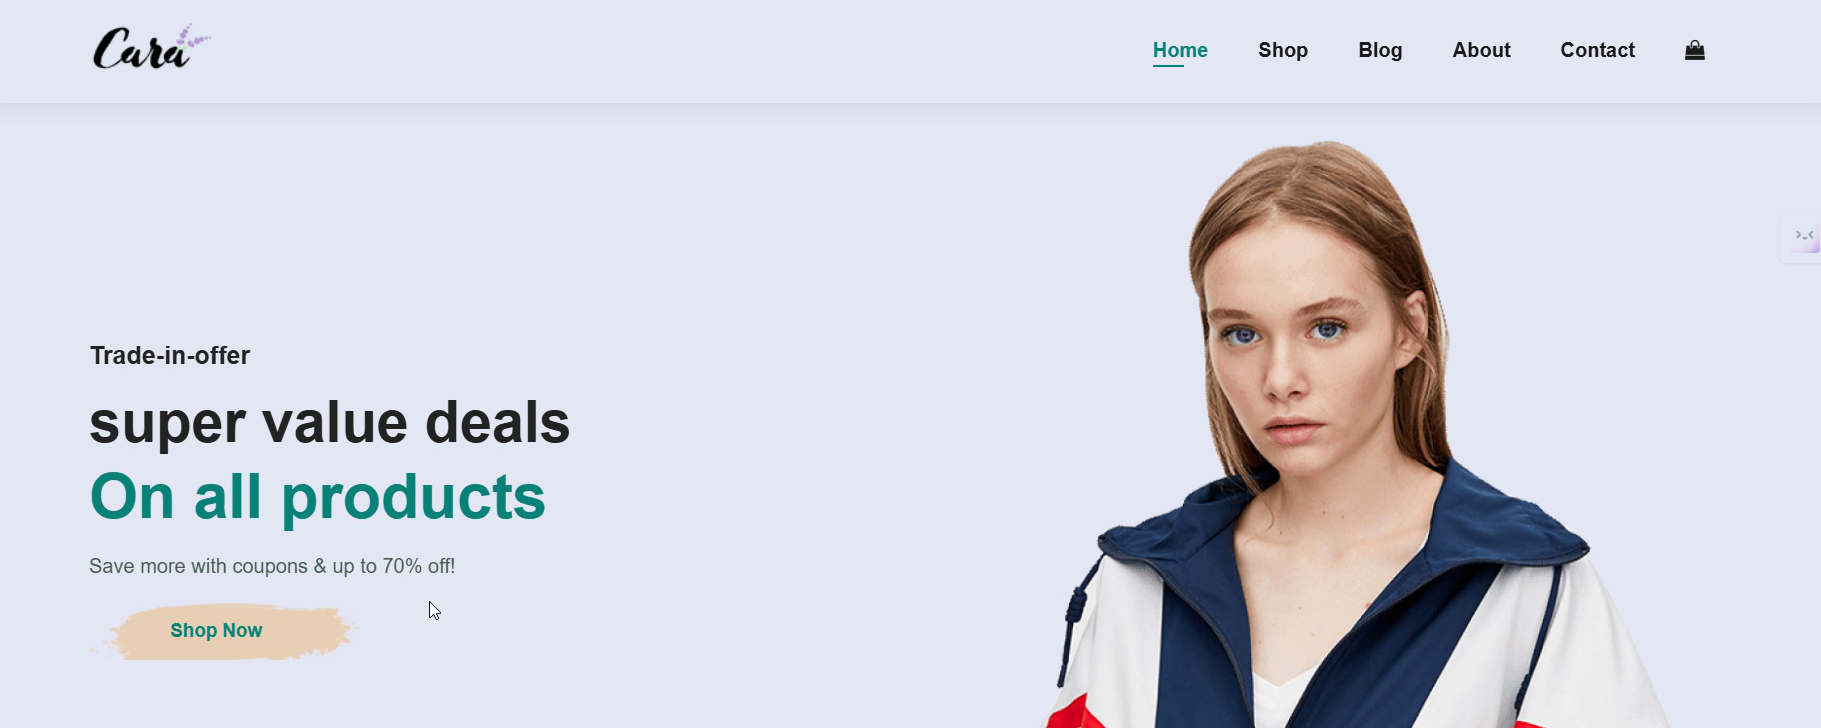 Cara
Home Shop Blog About Contact
Trade-in-offer
super value deals
On all products
Save more with coupons & up to 70% off!
Shop Now